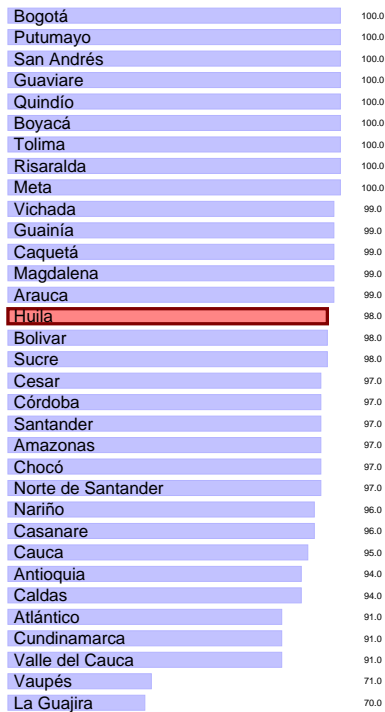 Bogotá 100.0
Putumayo 100.0
San Andrés 100.0
Guaviare 100.0
Quindío 100.0
Boyacá 100.0
Tolima 100.0
Risaralda 100.0
Meta 100.0
Vichada 99.0
Guainía 99.0
Caquetá 99.0
Magdalena 99.0
Arauca 99.0
Huila 98.0
Bolivar 98.0
Sucre 98.0
Cesar 97.0
Córdoba 97.0
Santander 97.0
Amazonas 97.0
Chocó 97.0
Norte de Santander 97.0
Nariño 96.0
Casanare 96.0
Cauca 95.0
Antioquia 94.0
Caldas 94.0
Atlántico 91.0
Cundinamarca 91.0
Valle del Cauca 91.0
Vaupés 71.0
La Guajira 70.0